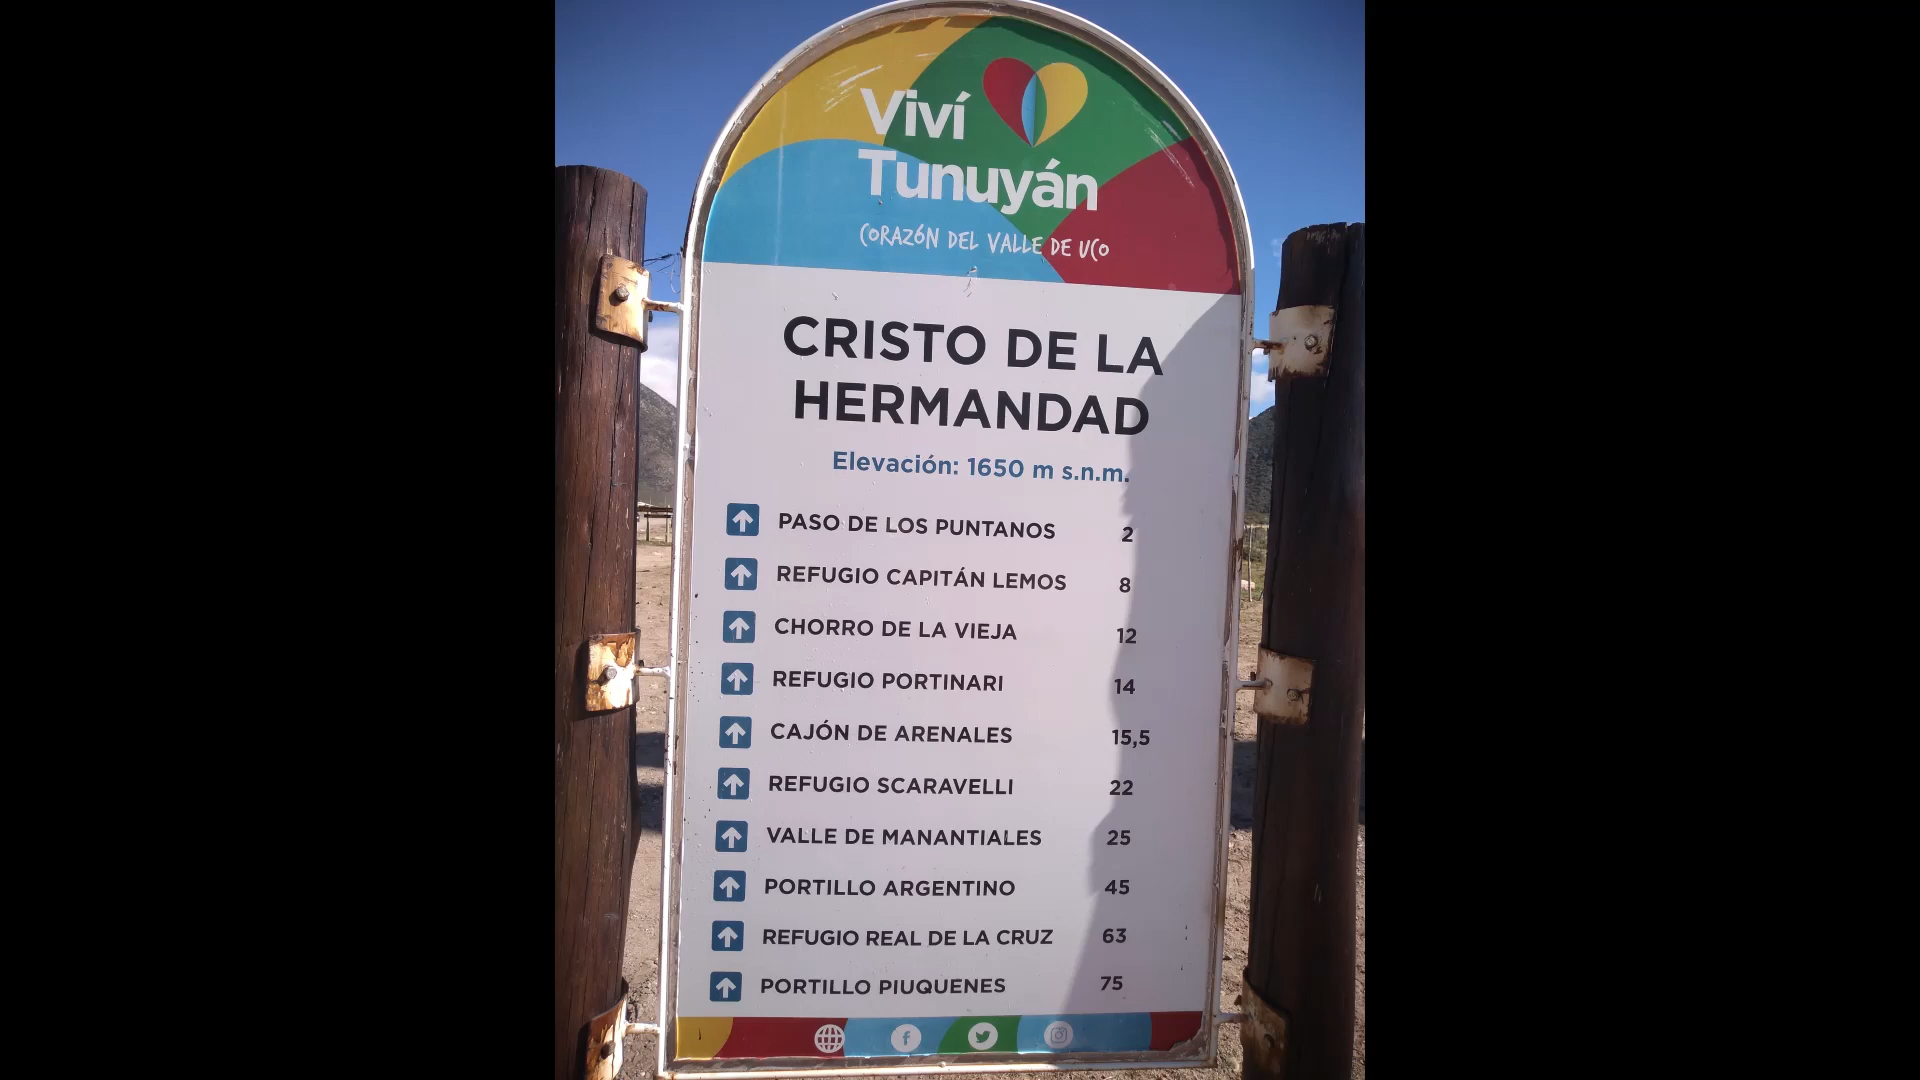 Viví
Tunuyán
CORAZÓN DEL VALLE DE UCO
CRISTO DE LA
HERMANDAD
Elevación: 1650 m s.n.m.
PASO DE LOS PUNTANOS 2
REFUGIO CAPITÁN LEMOS 8
CHORRO DE LA VIEJA 12
REFUGIO PORTINARI 14
CAJÓN DE ARENALES 15,5
REFUGIO SCARAVELLI 22
VALLE DE MANANTIALES 25
PORTILLO ARGENTINO 45
REFUGIO REAL DE LA CRUZ 63
PORTILLO PIUQUENES 75